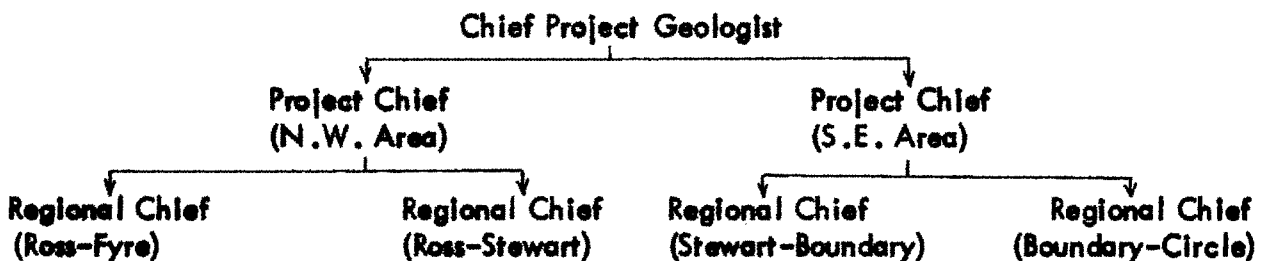 Chief Project Geologist
Project Chief
(N.W. Area)
Project Chief
(S.E. Area)
Regional Chief
(Ross-Fyre)
Regional Chief
(Ross-Stewart)
Regional Chief
(Stewart-Boundary)
Regional Chief
(Boundary-Circle)